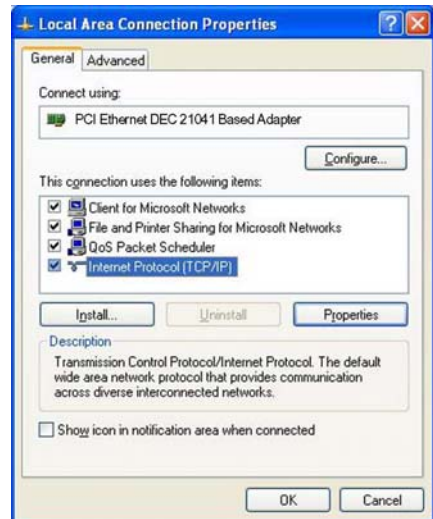 Local Area Connection Properties
General Advanced
Connect using:
PCI Ethernet DEC 21041 Based Adapter
Configure...
This connection uses the following items:
Client for Microsoft Networks
File and Printer Sharing for Microsoft Networks
QoS Packet Scheduler
Internet Protocol (TCP/IP)
Install... Uninstall Properties
Description
Transmission Control Protocol/Internet Protocol. The default
wide area network protocol that provides communication
across diverse interconnected networks.
Show icon in notification area when connected
OK Cancel